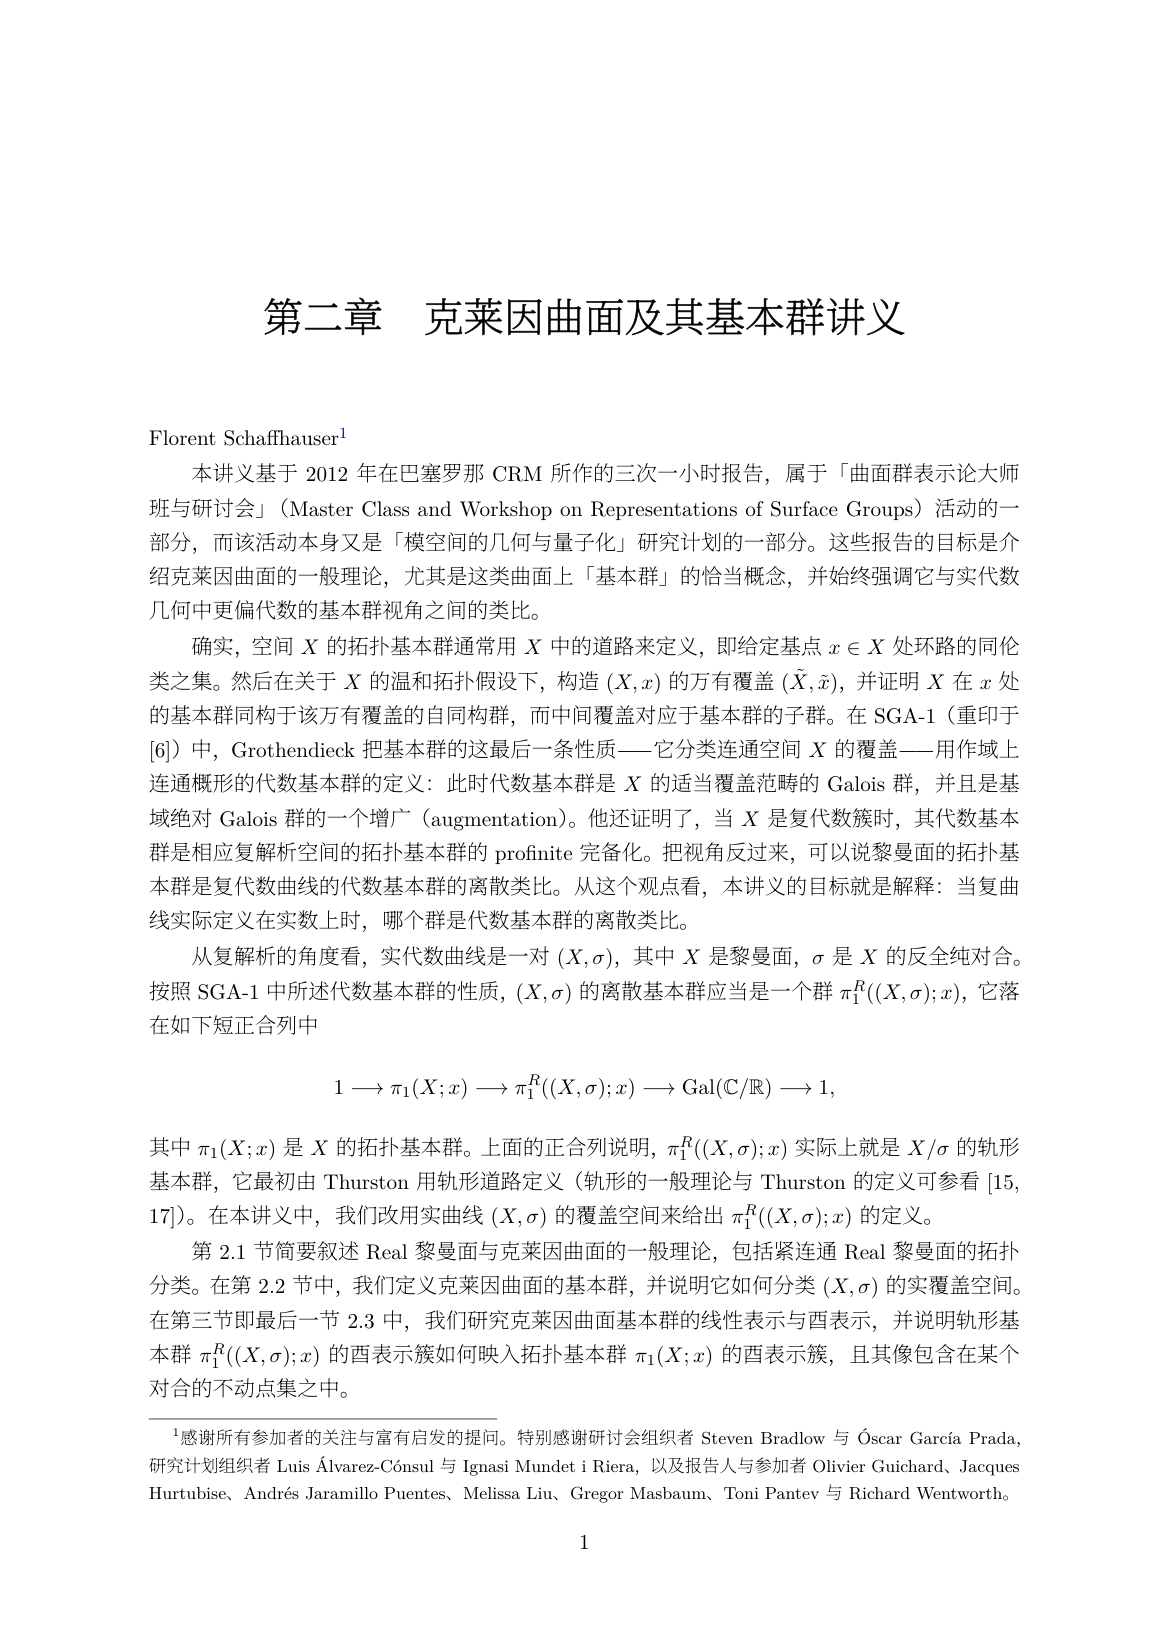 第二章　克莱因曲面及其基本群讲义
Florent Schaffhauser¹
本讲义基于 2012 年在巴塞罗那 CRM 所作的三次一小时报告，属于「曲面群表示论大师
班与研讨会」（Master Class and Workshop on Representations of Surface Groups）活动的一
部分，而该活动本身又是「模空间的几何与量子化」研究计划的一部分。这些报告的目标是介
绍克莱因曲面的一般理论，尤其是这类曲面上「基本群」的恰当概念，并始终强调它与实代数
几何中更偏代数的基本群视角之间的类比。
确实，空间 X 的拓扑基本群通常用 X 中的道路来定义，即给定基点 x ∈ X 处环路的同伦
类之集。然后在关于 X 的温和拓扑假设下，构造 (X, x) 的万有覆盖 (X̃, x̃)，并证明 X 在 x 处
的基本群同构于该万有覆盖的自同构群，而中间覆盖对应于基本群的子群。在 SGA-1（重印于
[6]）中，Grothendieck 把基本群的这最后一条性质——它分类连通空间 X 的覆盖——用作域上
连通概形的代数基本群的定义：此时代数基本群是 X 的适当覆盖范畴的 Galois 群，并且是基
域绝对 Galois 群的一个增广（augmentation）。他还证明了，当 X 是复代数簇时，其代数基本
群是相应复解析空间的拓扑基本群的 profinite 完备化。把视角反过来，可以说黎曼面的拓扑基
本群是复代数曲线的代数基本群的离散类比。从这个观点看，本讲义的目标就是解释：当复曲
线实际定义在实数上时，哪个群是代数基本群的离散类比。
从复解析的角度看，实代数曲线是一对 (X, σ)，其中 X 是黎曼面，σ 是 X 的反全纯对合。
按照 SGA-1 中所述代数基本群的性质，(X, σ) 的离散基本群应当是一个群 π₁ᴿ((X, σ); x)，它落
在如下短正合列中
1 ⟶ π₁(X; x) ⟶ π₁ᴿ((X, σ); x) ⟶ Gal(ℂ/ℝ) ⟶ 1,
其中 π₁(X; x) 是 X 的拓扑基本群。上面的正合列说明，π₁ᴿ((X, σ); x) 实际上就是 X/σ 的轨形
基本群，它最初由 Thurston 用轨形道路定义（轨形的一般理论与 Thurston 的定义可参看 [15,
17]）。在本讲义中，我们改用实曲线 (X, σ) 的覆盖空间来给出 π₁ᴿ((X, σ); x) 的定义。
第 2.1 节简要叙述 Real 黎曼面与克莱因曲面的一般理论，包括紧连通 Real 黎曼面的拓扑
分类。在第 2.2 节中，我们定义克莱因曲面的基本群，并说明它如何分类 (X, σ) 的实覆盖空间。
在第三节即最后一节 2.3 中，我们研究克莱因曲面基本群的线性表示与酉表示，并说明轨形基
本群 π₁ᴿ((X, σ); x) 的酉表示簇如何映入拓扑基本群 π₁(X; x) 的酉表示簇，且其像包含在某个
对合的不动点集之中。
¹感谢所有参加者的关注与富有启发的提问。特别感谢研讨会组织者 Steven Bradlow 与 Óscar García Prada,
研究计划组织者 Luis Álvarez-Cónsul 与 Ignasi Mundet i Riera，以及报告人与参加者 Olivier Guichard、Jacques
Hurtubise、Andrés Jaramillo Puentes、Melissa Liu、Gregor Masbaum、Toni Pantev 与 Richard Wentworth。
1